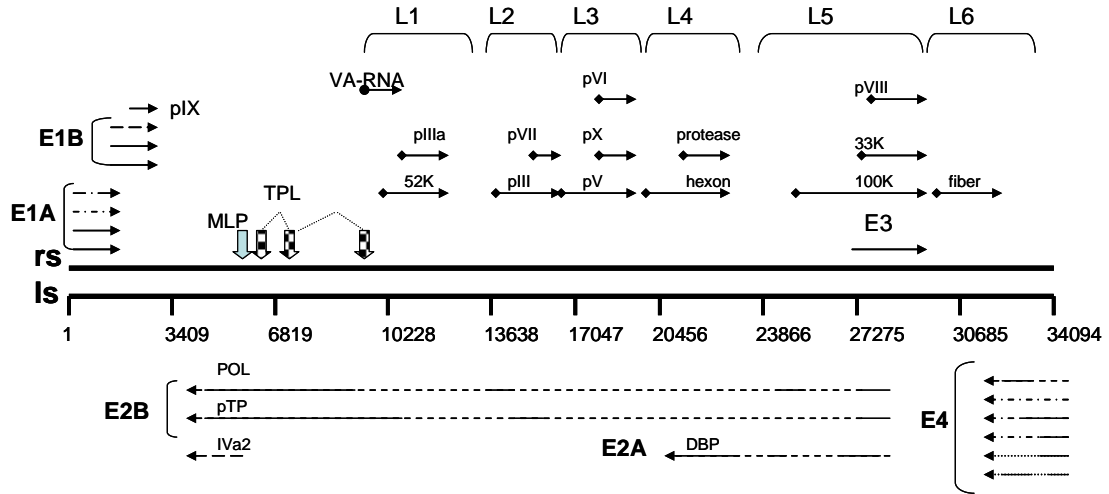 L1 L2 L3 L4 L5 L6
VA-RNA pVI pVIII
pIX
E1B
pIIIa pVII pX protease 33K
52K pIII pV hexon 100K fiber
E1A
TPL
MLP
E3
rs
ls
1 3409 6819 10228 13638 17047 20456 23866 27275 30685 34094
POL
E2B pTP E4
IVa2 E2A DBP